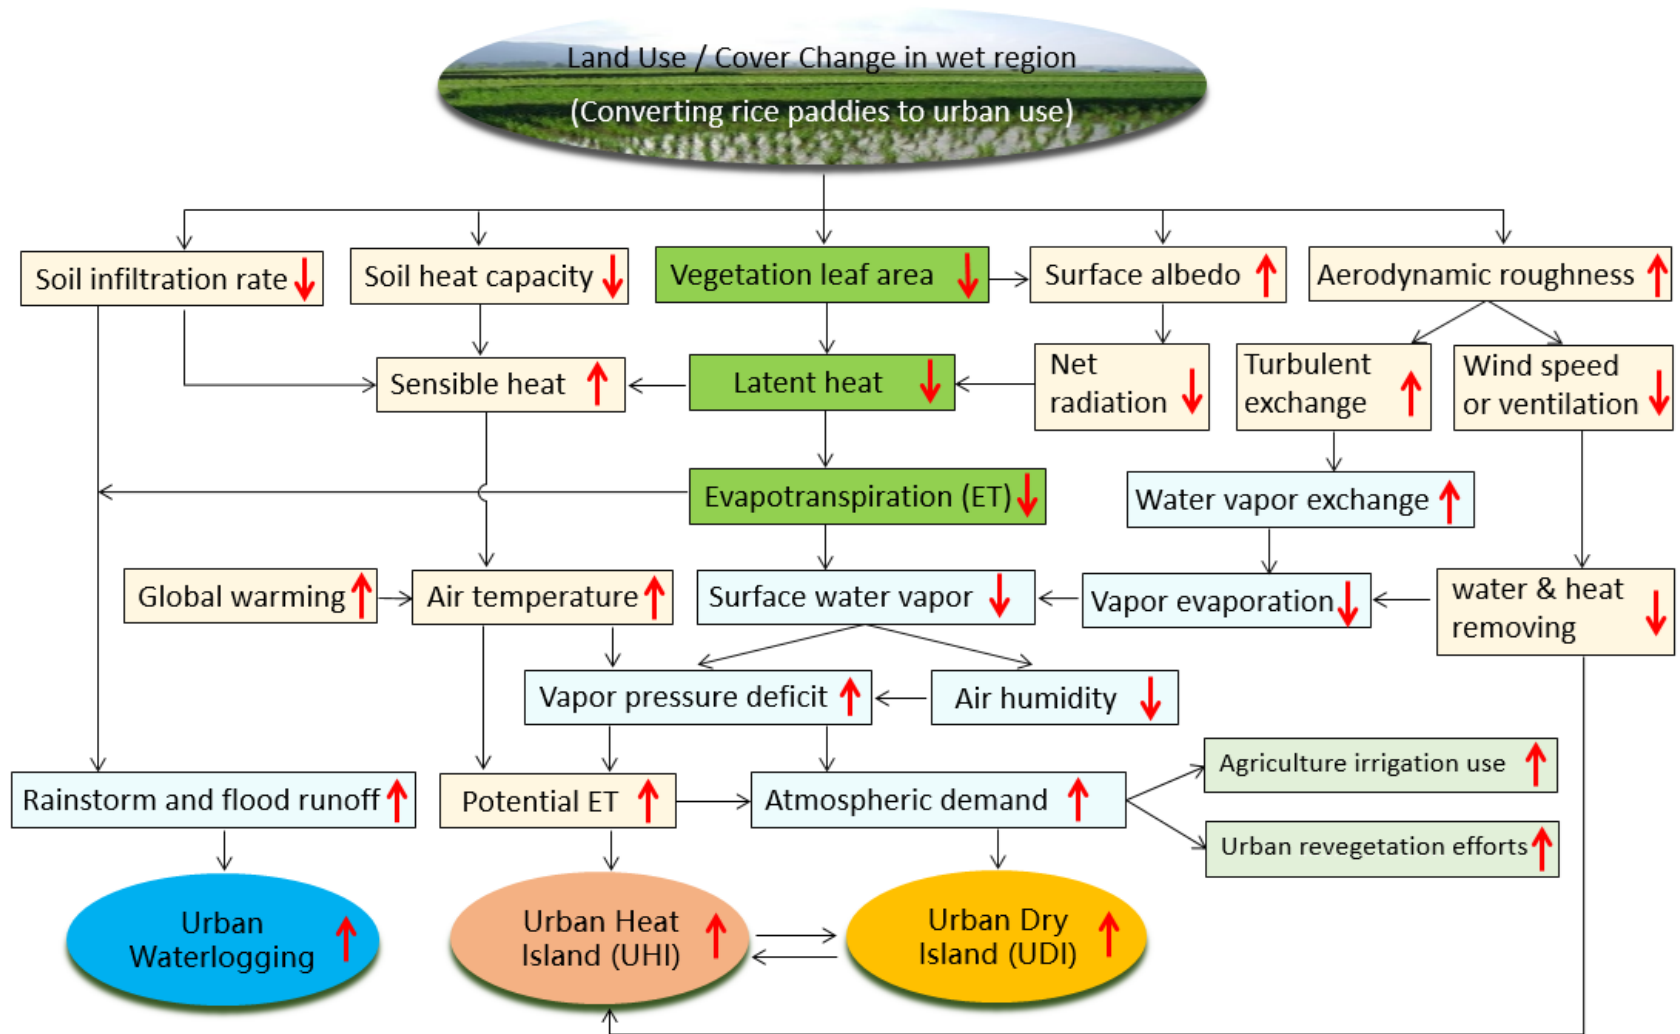 Land Use / Cover Change in wet region
(Converting rice paddies to urban use)
Soil infiltration rate
Soil heat capacity
Vegetation leaf area
Surface albedo
Aerodynamic roughness
Sensible heat
Latent heat
Net
radiation
Turbulent
exchange
Wind speed
or ventilation
Evapotranspiration (ET)
Water vapor exchange
Global warming
Air temperature
Surface water vapor
Vapor evaporation
water & heat
removing
Vapor pressure deficit
Air humidity
Rainstorm and flood runoff
Potential ET
Atmospheric demand
Agriculture irrigation use
Urban revegetation efforts
Urban
Waterlogging
Urban Heat
Island (UHI)
Urban Dry
Island (UDI)